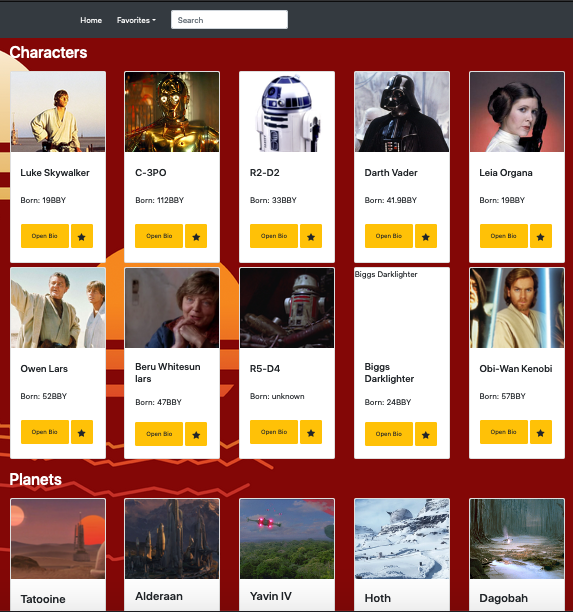 Home Favorites Search
Characters
Luke Skywalker C-3PO R2-D2 Darth Vader Leia Organa
Born: 19BBY Born: 112BBY Born: 33BBY Born: 41.9BBY Born: 19BBY
Open Bio Open Bio Open Bio Open Bio Open Bio
Biggs Darklighter
Owen Lars Beru Whitesun R5-D4 Biggs Obi-Wan Kenobi
lars Darklighter
Born: 52BBY Born: 47BBY Born: unknown Born: 24BBY Born: 57BBY
Open Bio Open Bio Open Bio Open Bio Open Bio
Planets
Tatooine Alderaan Yavin IV Hoth Dagobah